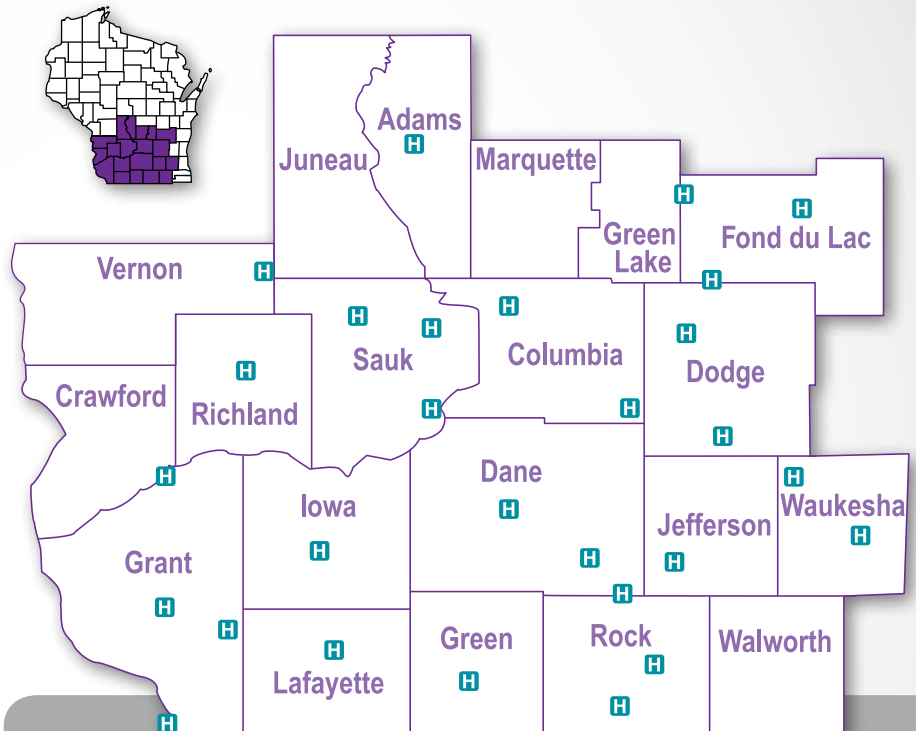 Adams
H
Juneau
Marquette
H
H
Green
Lake
Fond du Lac
Vernon
H
H
H
H
H
H
Sauk
Columbia
Dodge
H
Crawford
Richland
H
H
H
H
Dane
H
H
Iowa
H
Waukesha
Jefferson
H
H
Grant
H
H
H
H
H
Green
Rock
Walworth
H
H
Lafayette
H
H
H